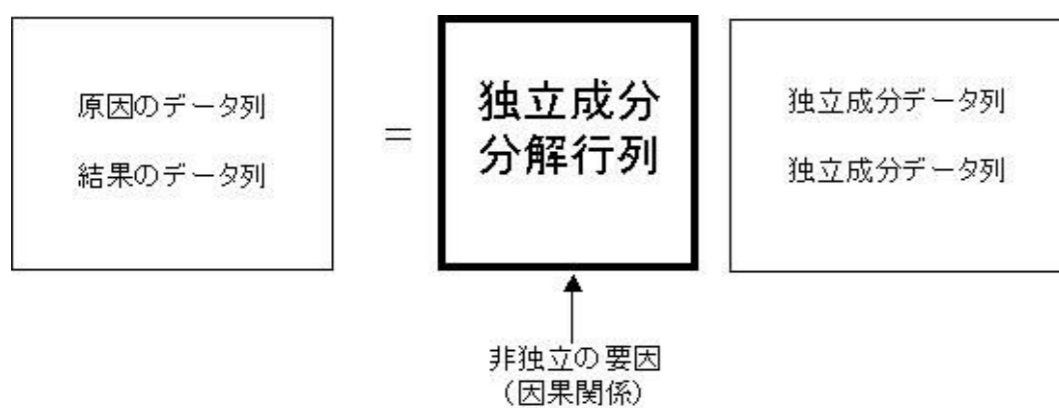 原因のデータ列
結果のデータ列
＝
独立成分
分解行列
独立成分データ列
独立成分データ列
非独立の要因
（因果関係）